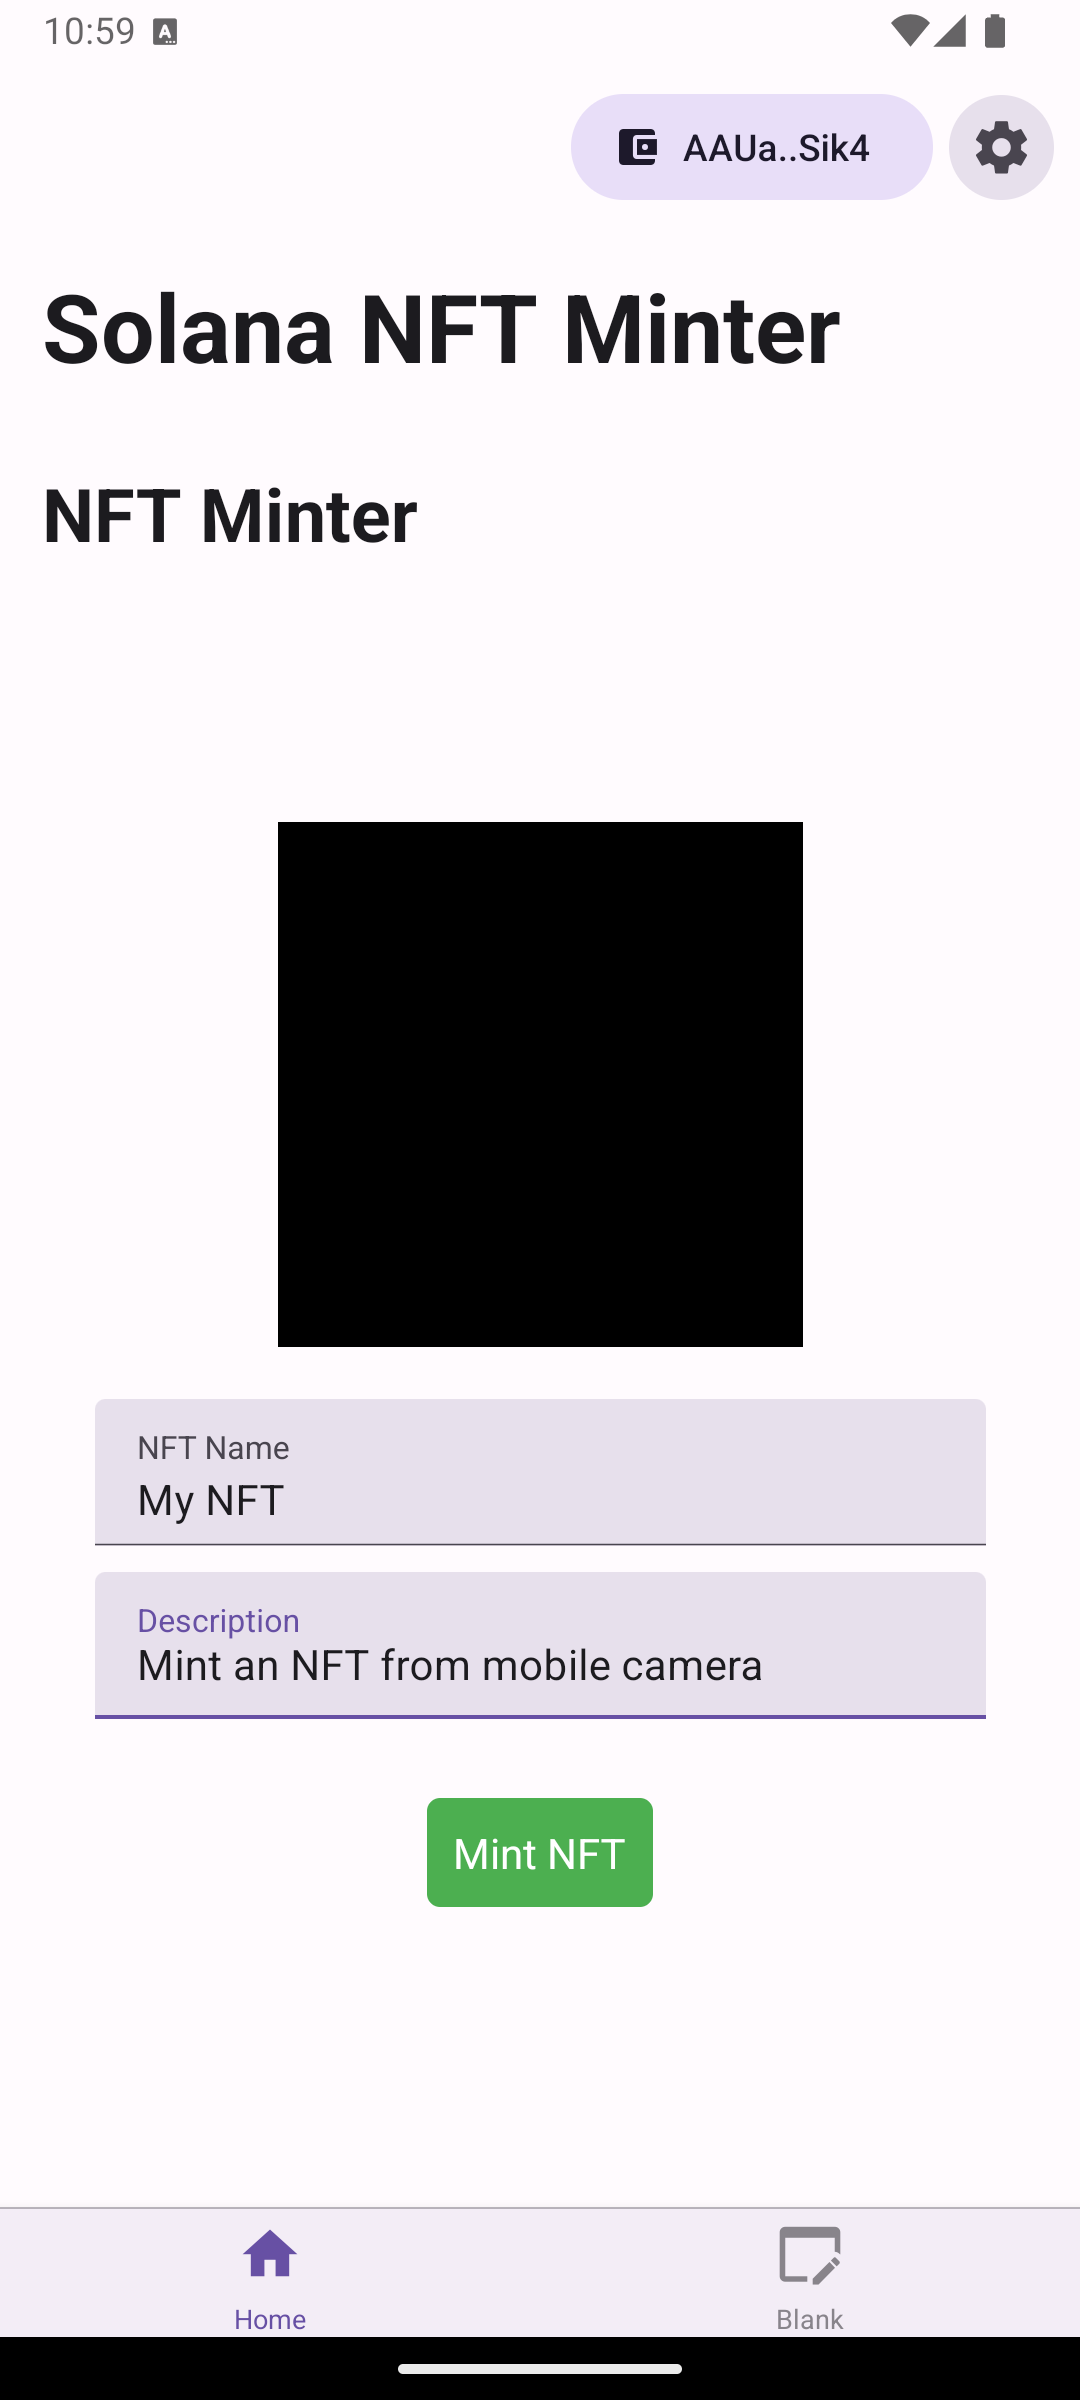 10:59
AAUa..Sik4
Solana NFT Minter
NFT Minter
NFT Name
My NFT
Description
Mint an NFT from mobile camera
Mint NFT
Home
Blank